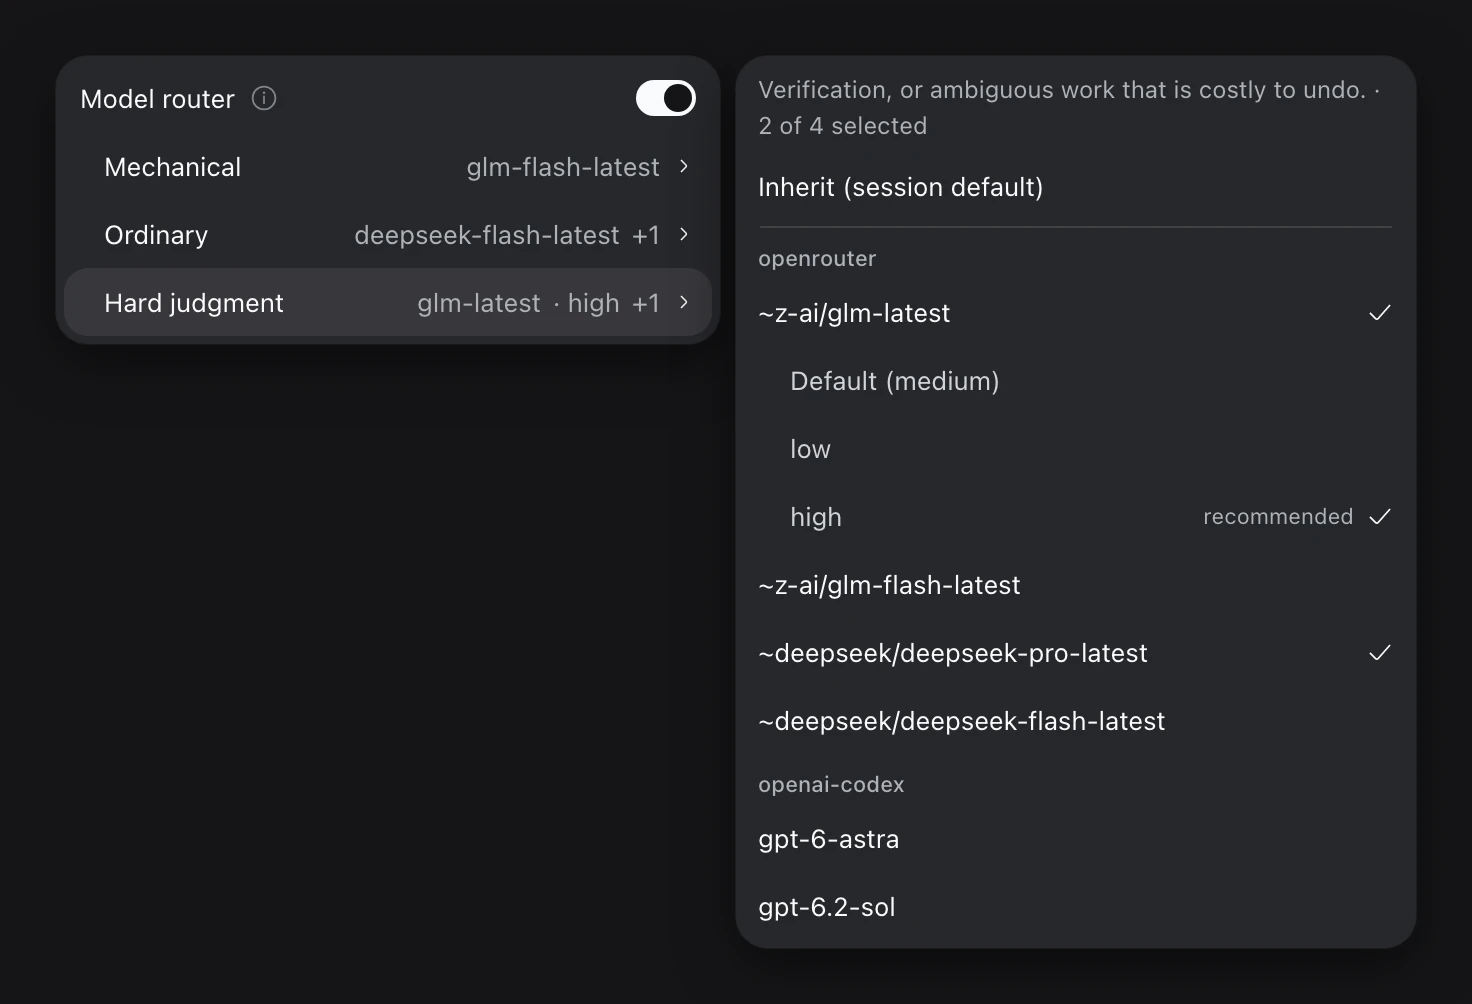 Model router
Mechanical glm-flash-latest
Ordinary deepseek-flash-latest +1
Hard judgment glm-latest · high +1
Verification, or ambiguous work that is costly to undo. ·
2 of 4 selected
Inherit (session default)
openrouter
~z-ai/glm-latest
Default (medium)
low
high recommended
~z-ai/glm-flash-latest
~deepseek/deepseek-pro-latest
~deepseek/deepseek-flash-latest
openai-codex
gpt-6-astra
gpt-6.2-sol